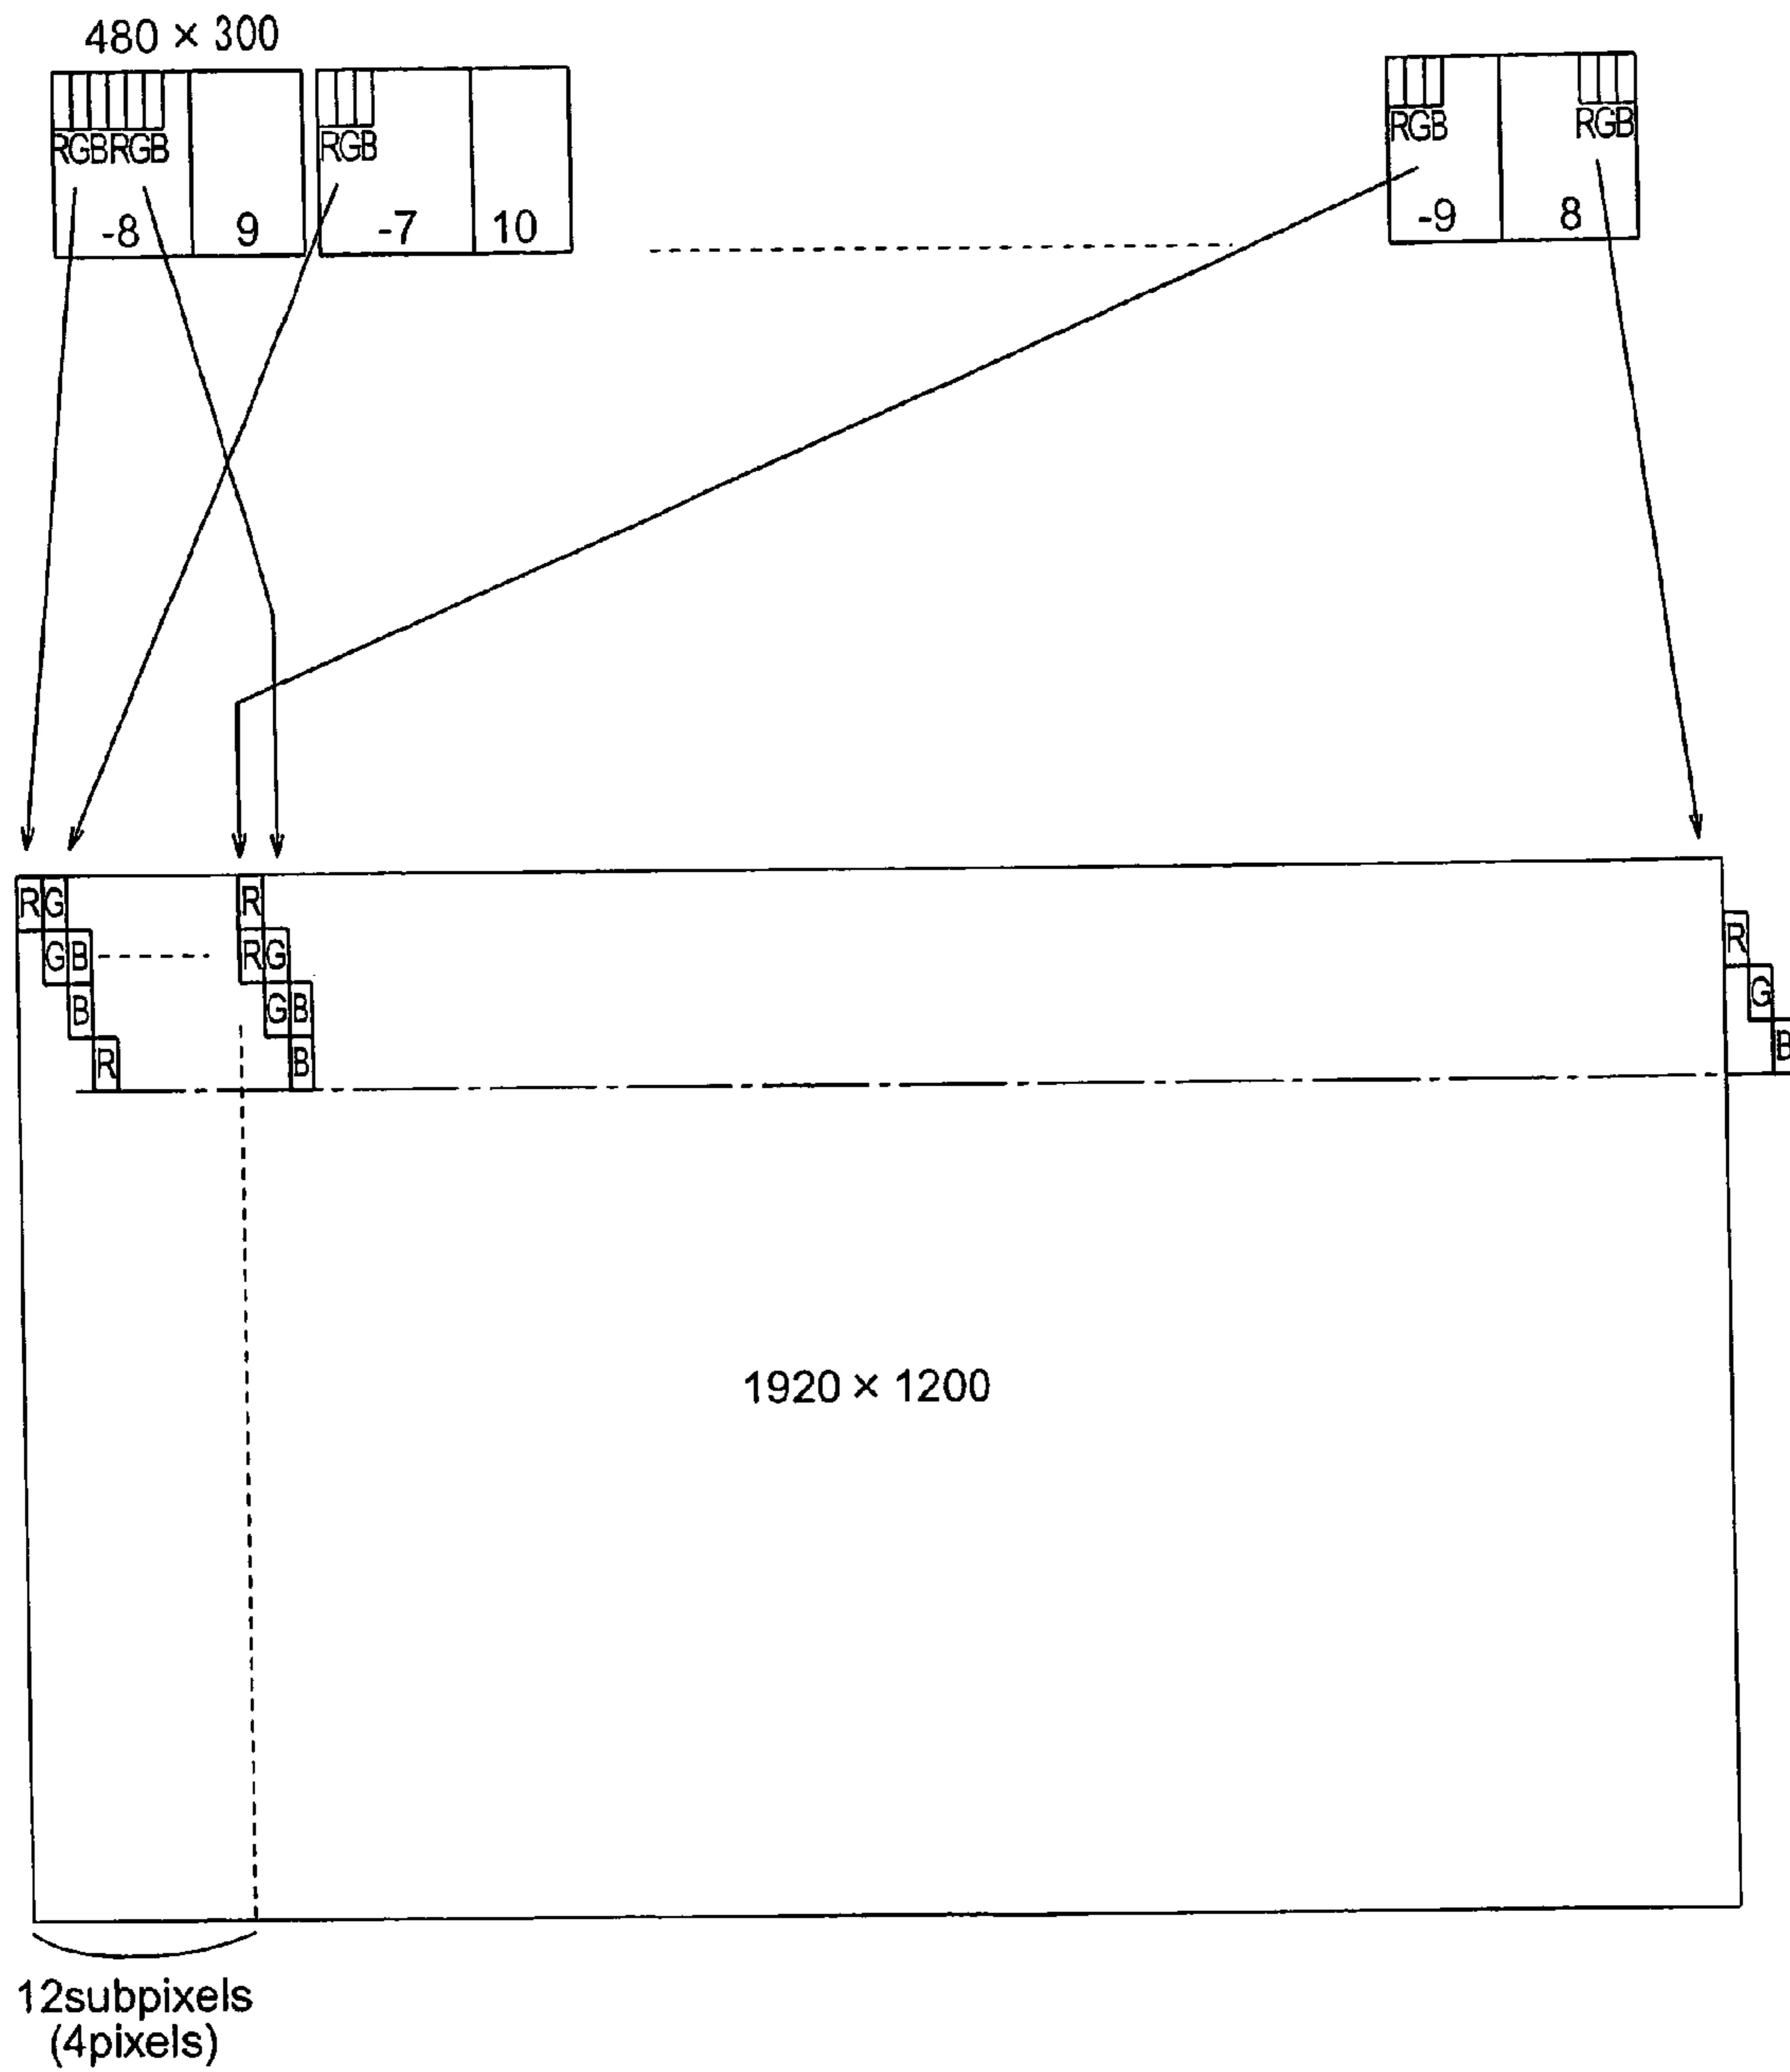 480 × 300
RGBRGB
RGB
RGB
RGB
-8
9
-7
10
-9
8
R G
R
G B
R G
R
B
G B
G
R
B
B
1920 × 1200
12subpixels
(4pixels)